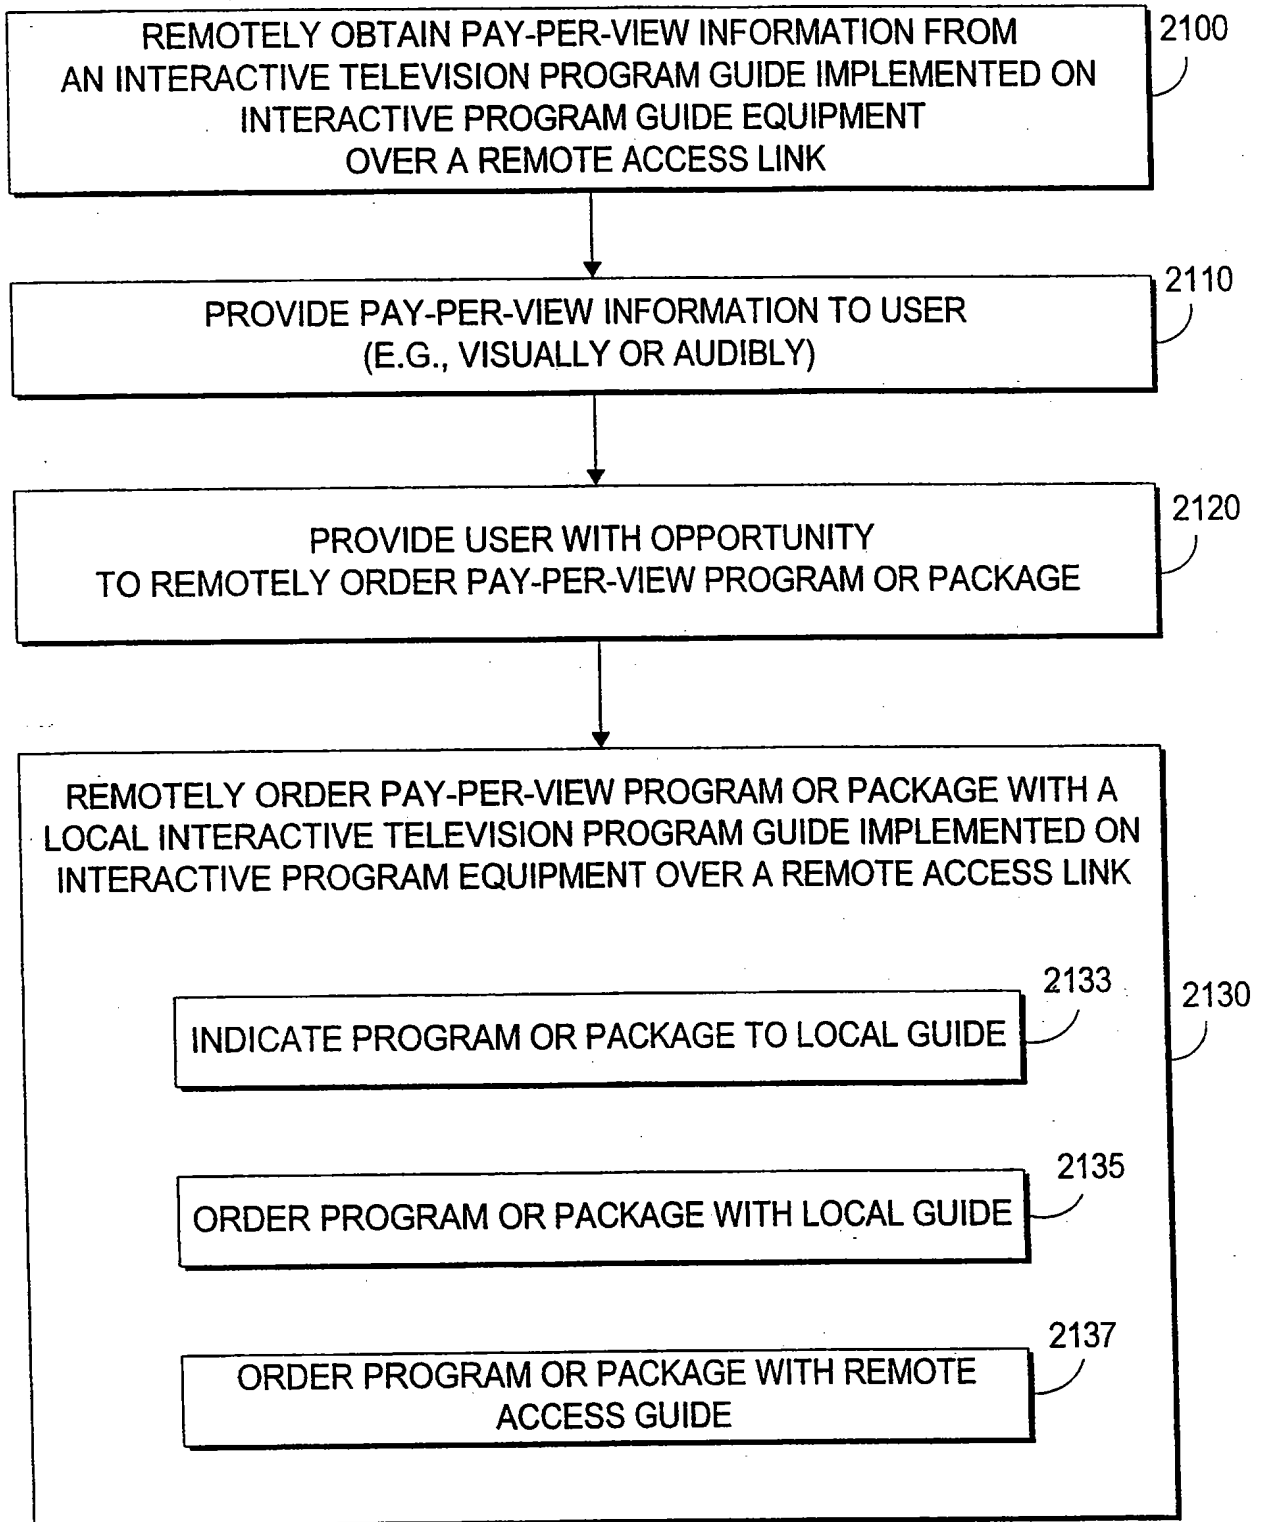 REMOTELY OBTAIN PAY-PER-VIEW INFORMATION FROM
AN INTERACTIVE TELEVISION PROGRAM GUIDE IMPLEMENTED ON
INTERACTIVE PROGRAM GUIDE EQUIPMENT
OVER A REMOTE ACCESS LINK
2100
PROVIDE PAY-PER-VIEW INFORMATION TO USER
(E.G., VISUALLY OR AUDIBLY)
2110
PROVIDE USER WITH OPPORTUNITY
TO REMOTELY ORDER PAY-PER-VIEW PROGRAM OR PACKAGE
2120
REMOTELY ORDER PAY-PER-VIEW PROGRAM OR PACKAGE WITH A
LOCAL INTERACTIVE TELEVISION PROGRAM GUIDE IMPLEMENTED ON
INTERACTIVE PROGRAM EQUIPMENT OVER A REMOTE ACCESS LINK
2130
INDICATE PROGRAM OR PACKAGE TO LOCAL GUIDE
2133
ORDER PROGRAM OR PACKAGE WITH LOCAL GUIDE
2135
ORDER PROGRAM OR PACKAGE WITH REMOTE
ACCESS GUIDE
2137